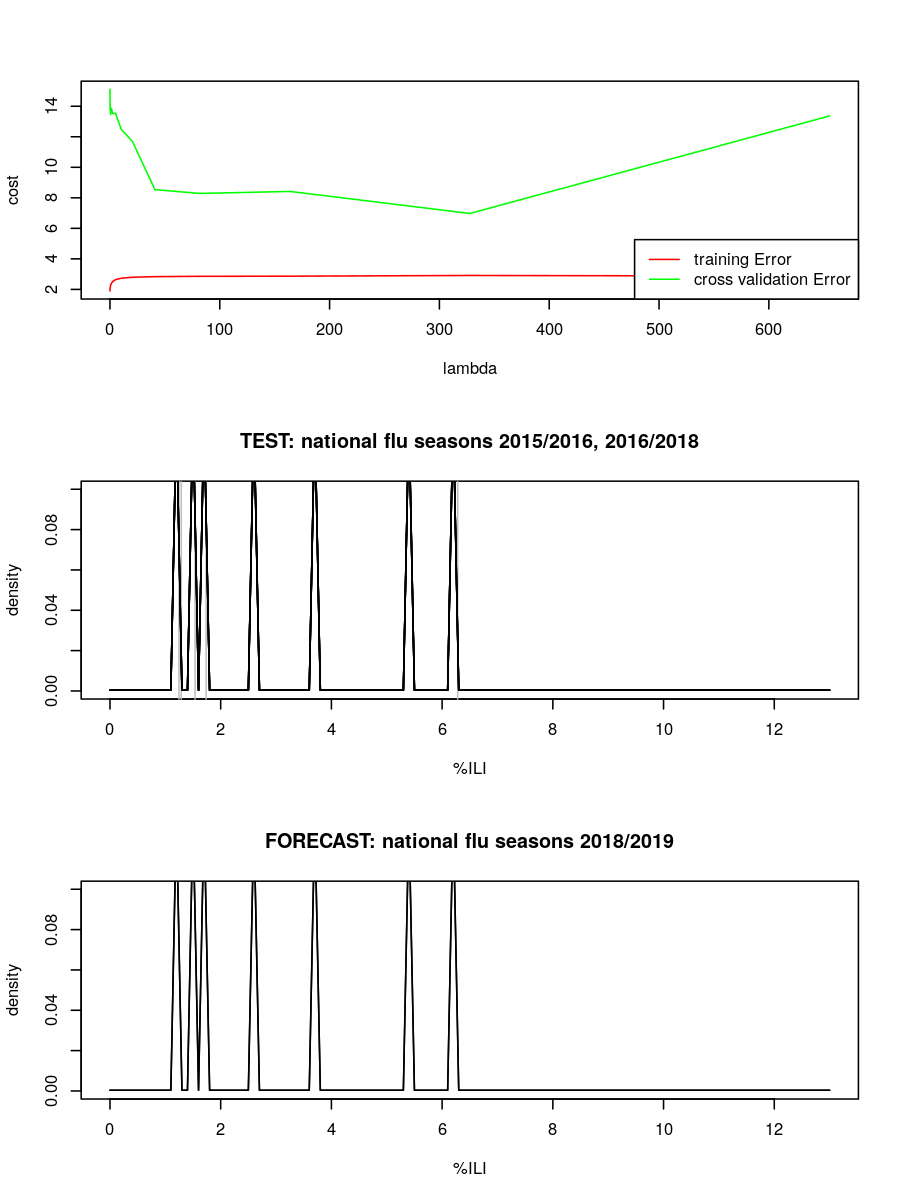 cost
14
10
8
6
4
2
training Error
cross validation Error
0 100 200 300 400 500 600
lambda
TEST: national flu seasons 2015/2016, 2016/2018
density
0.08
0.04
0.00
0 2 4 6 8 10 12
%ILI
FORECAST: national flu seasons 2018/2019
density
0.08
0.04
0.00
0 2 4 6 8 10 12
%ILI